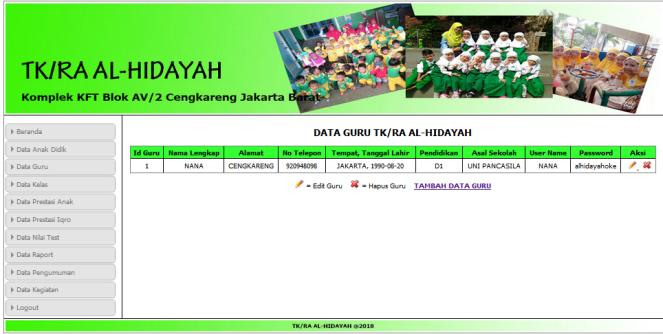 TK/RA AL-HIDAYAH
Komplek KFT Blok AV/2 Cengkareng Jakarta Barat
Beranda
Data Anak Didik
Data Guru
Data Kelas
Data Prestasi Anak
Data Prestasi Iqro
Data Nilai Test
Data Raport
Data Pengumuman
Data Kegiatan
Logout
DATA GURU TK/RA AL-HIDAYAH
Id Guru Nama Lengkap Alamat No Telepon Tempat, Tanggal Lahir Pendidikan Asal Sekolah User Name Password Aksi
1 NANA CENGKARENG 920948098 JAKARTA, 1990-08-20 D1 UNI PANCASILA NANA alhidayahoke
= Edit Guru = Hapus Guru TAMBAH DATA GURU
TK/RA AL-HIDAYAH @2018